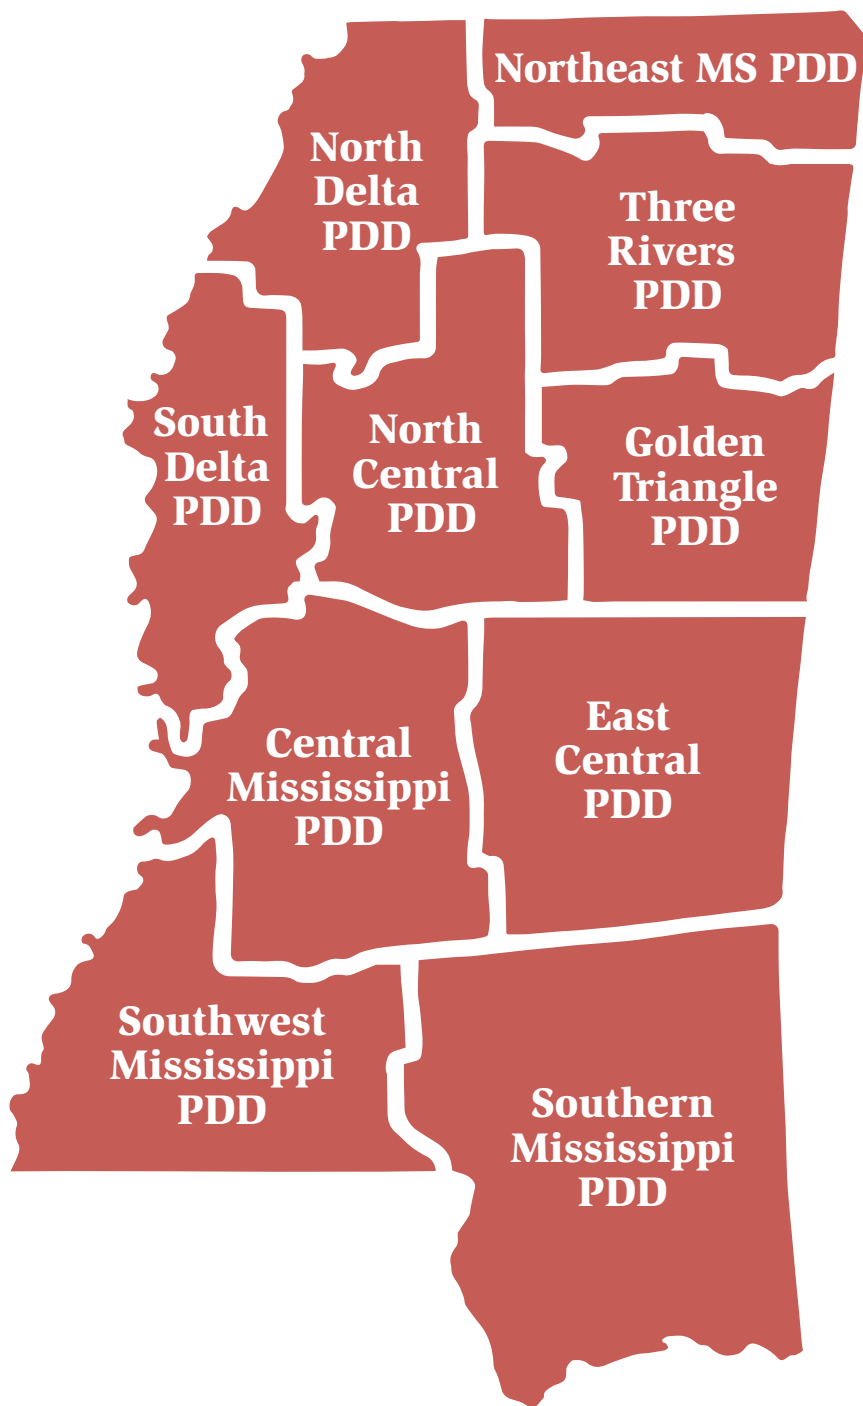 Northeast MS PDD
North
Delta
PDD
Three
Rivers
PDD
South
Delta
PDD
North
Central
PDD
Golden
Triangle
PDD
Central
Mississippi
PDD
East
Central
PDD
Southwest
Mississippi
PDD
Southern
Mississippi
PDD